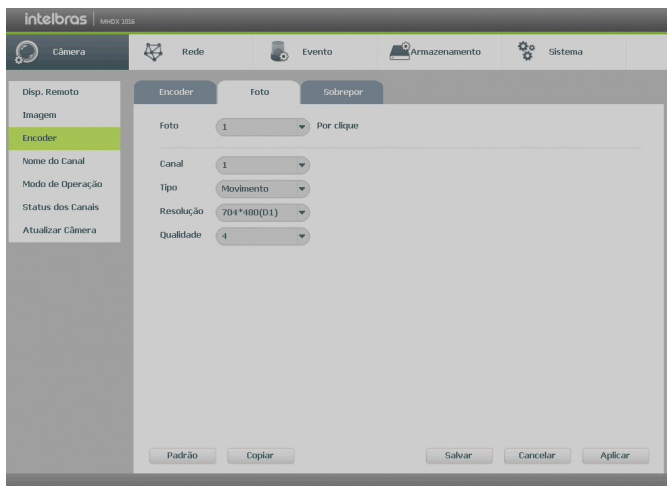 intelbras MHDX 1016
Câmera Rede Evento Armazenamento Sistema
Disp. Remoto
Imagem
Encoder
Nome do Canal
Modo de Operação
Status dos Canais
Atualizar Câmera
Encoder Foto Sobrepor
Foto 1 Por clique
Canal 1
Tipo Movimento
Resolução 704*480(D1)
Qualidade 4
Padrão Copiar Salvar Cancelar Aplicar